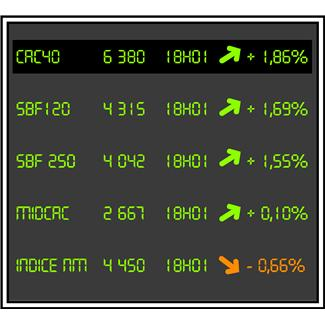 CAC40 6 380 18H01 + 1,86%
SBF120 4 315 18H01 + 1,69%
SBF 250 4 042 18H01 + 1,55%
MIDCAC 2 667 18H01 + 0,10%
INDICE NM 4 450 18H01 - 0,66%